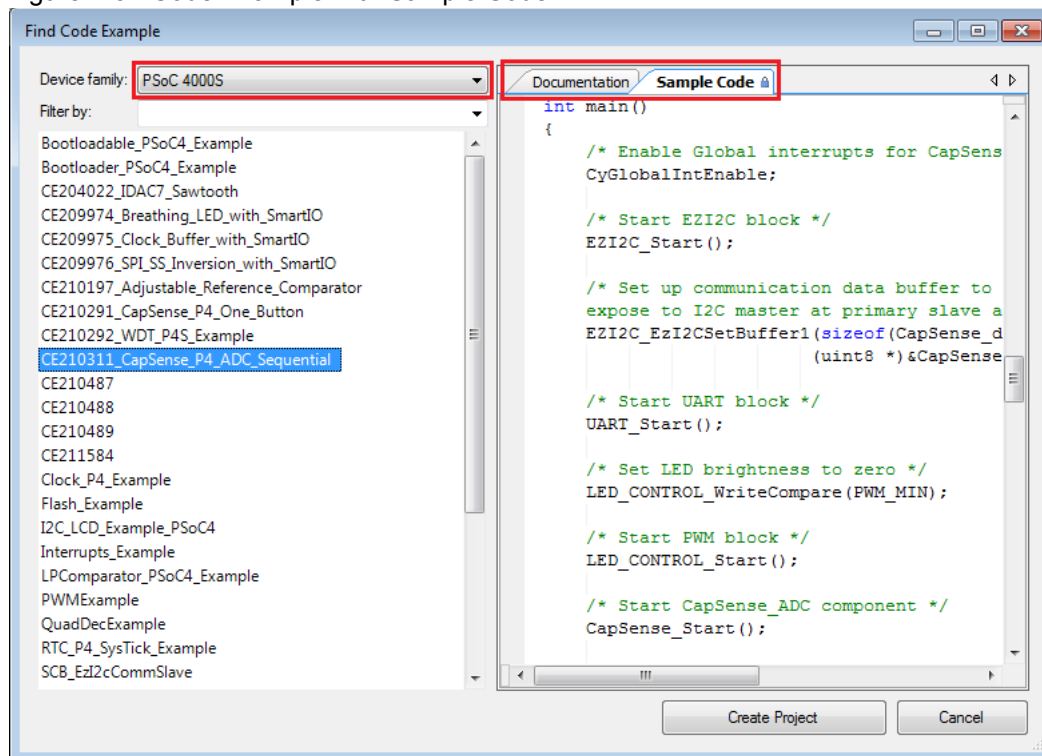 Find Code Example
Device family: PSoC 4000S
Filter by:
Bootloadable_PSoC4_Example
Bootloader_PSoC4_Example
CE204022_IDAC7_Sawtooth
CE209974_Breathing_LED_with_SmartIO
CE209975_Clock_Buffer_with_SmartIO
CE209976_SPI_SS_Inversion_with_SmartIO
CE210197_Adjustable_Reference_Comparator
CE210291_CapSense_P4_One_Button
CE210292_WDT_P4S_Example
CE210311_CapSense_P4_ADC_Sequential
CE210487
CE210488
CE210489
CE211584
Clock_P4_Example
Flash_Example
I2C_LCD_Example_PSoC4
Interrupts_Example
LPComparator_PSoC4_Example
PWMExample
QuadDecExample
RTC_P4_SysTick_Example
SCB_EzI2cCommSlave
Documentation Sample Code
int main()
{
/* Enable Global interrupts for CapSens
CyGlobalIntEnable;
/* Start EZI2C block */
EZI2C_Start();
/* Set up communication data buffer to
expose to I2C master at primary slave a
EZI2C_EzI2CSetBuffer1(sizeof(CapSense_d
(uint8 *)&CapSense
/* Start UART block */
UART_Start();
/* Set LED brightness to zero */
LED_CONTROL_WriteCompare(PWM_MIN);
/* Start PWM block */
LED_CONTROL_Start();
/* Start CapSense_ADC component */
CapSense_Start();
Create Project Cancel